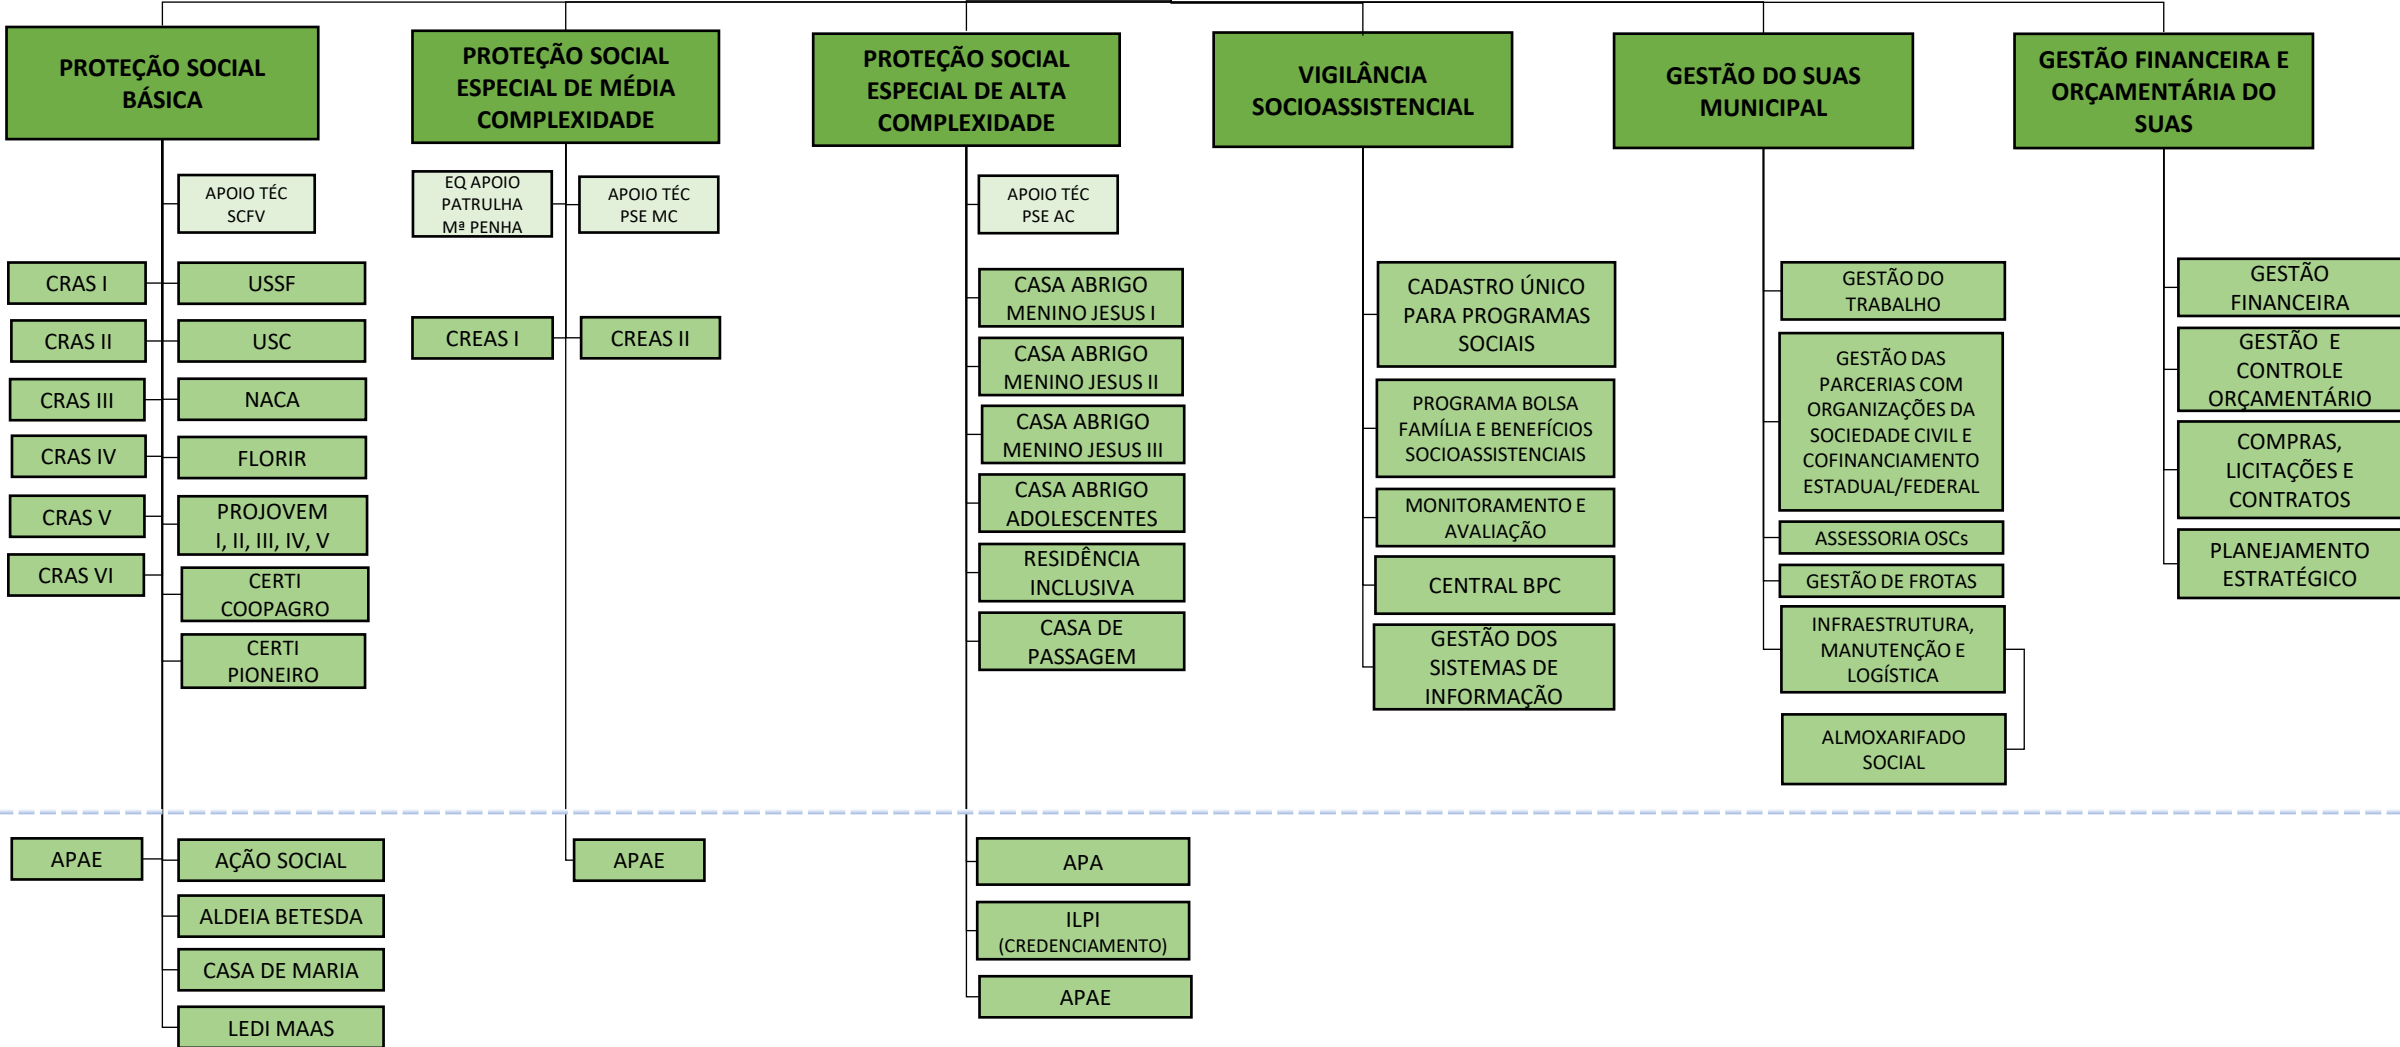 PROTEÇÃO SOCIAL
BÁSICA
APOIO TÉC
SCFV
CRAS I
USSF
CRAS II
USC
CRAS III
NACA
CRAS IV
FLORIR
CRAS V
PROJOVEM
I, II, III, IV, V
CRAS VI
CERTI
COOPAGRO
CERTI
PIONEIRO
APAE
AÇÃO SOCIAL
ALDEIA BETESDA
CASA DE MARIA
LEDI MAAS
PROTEÇÃO SOCIAL
ESPECIAL DE MÉDIA
COMPLEXIDADE
EQ APOIO
PATRULHA
Mª PENHA
APOIO TÉC
PSE MC
CREAS I
CREAS II
APAE
PROTEÇÃO SOCIAL
ESPECIAL DE ALTA
COMPLEXIDADE
APOIO TÉC
PSE AC
CASA ABRIGO
MENINO JESUS I
CASA ABRIGO
MENINO JESUS II
CASA ABRIGO
MENINO JESUS III
CASA ABRIGO
ADOLESCENTES
RESIDÊNCIA
INCLUSIVA
CASA DE
PASSAGEM
APA
ILPI
(CREDENCIAMENTO)
APAE
VIGILÂNCIA
SOCIOASSISTENCIAL
CADASTRO ÚNICO
PARA PROGRAMAS
SOCIAIS
PROGRAMA BOLSA
FAMÍLIA E BENEFÍCIOS
SOCIOASSISTENCIAIS
MONITORAMENTO E
AVALIAÇÃO
CENTRAL BPC
GESTÃO DOS
SISTEMAS DE
INFORMAÇÃO
GESTÃO DO SUAS
MUNICIPAL
GESTÃO DO
TRABALHO
GESTÃO DAS
PARCERIAS COM
ORGANIZAÇÕES DA
SOCIEDADE CIVIL E
COFINANCIAMENTO
ESTADUAL/FEDERAL
ASSESSORIA OSCs
GESTÃO DE FROTAS
INFRAESTRUTURA,
MANUTENÇÃO E
LOGÍSTICA
ALMOXARIFADO
SOCIAL
GESTÃO FINANCEIRA E
ORÇAMENTÁRIA DO
SUAS
GESTÃO
FINANCEIRA
GESTÃO E
CONTROLE
ORÇAMENTÁRIO
COMPRAS,
LICITAÇÕES E
CONTRATOS
PLANEJAMENTO
ESTRATÉGICO